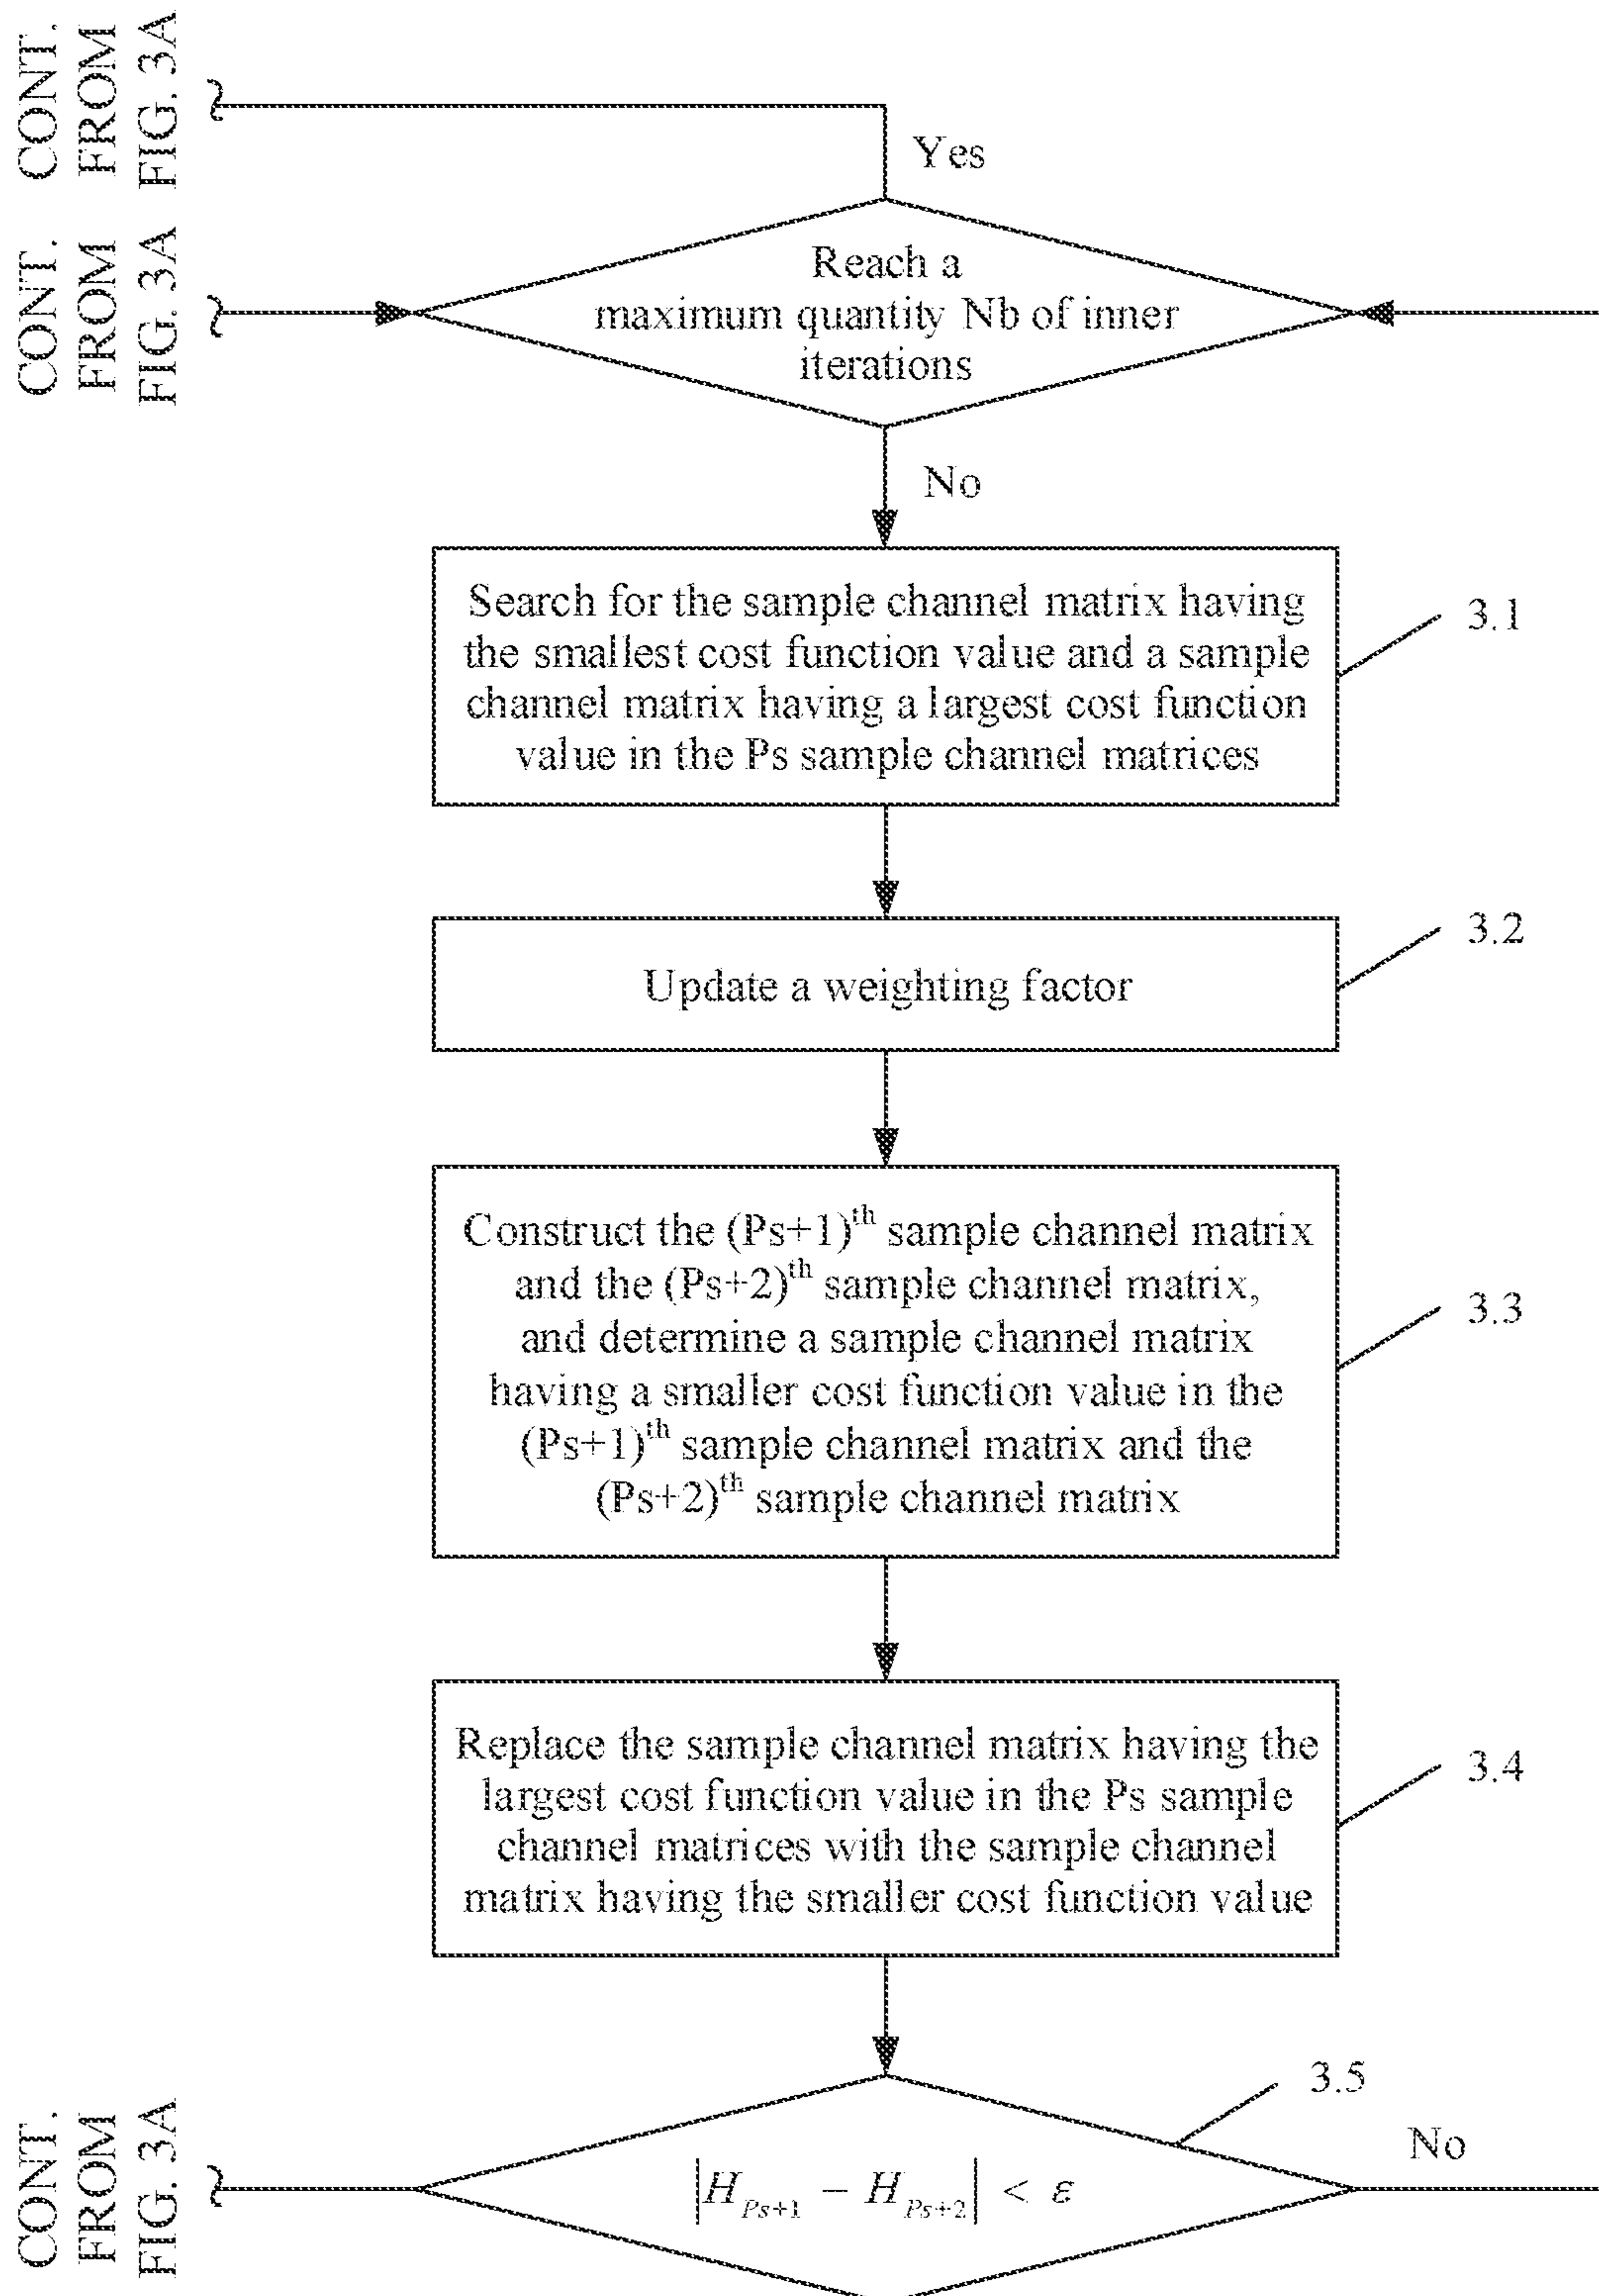 CONT.
FROM
FIG. 3A
Yes
CONT.
FROM
FIG. 3A
Reach a
maximum quantity Nb of inner
iterations
No
Search for the sample channel matrix having
the smallest cost function value and a sample
channel matrix having a largest cost function
value in the Ps sample channel matrices
3.1
Update a weighting factor
3.2
Construct the (Ps+1)th sample channel matrix
and the (Ps+2)th sample channel matrix,
and determine a sample channel matrix
having a smaller cost function value in the
(Ps+1)th sample channel matrix and the
(Ps+2)th sample channel matrix
3.3
Replace the sample channel matrix having the
largest cost function value in the Ps sample
channel matrices with the sample channel
matrix having the smaller cost function value
3.4
3.5
No
CONT.
FROM
FIG. 3A
|H_{Ps+1} − H_{Ps+2}| < ε